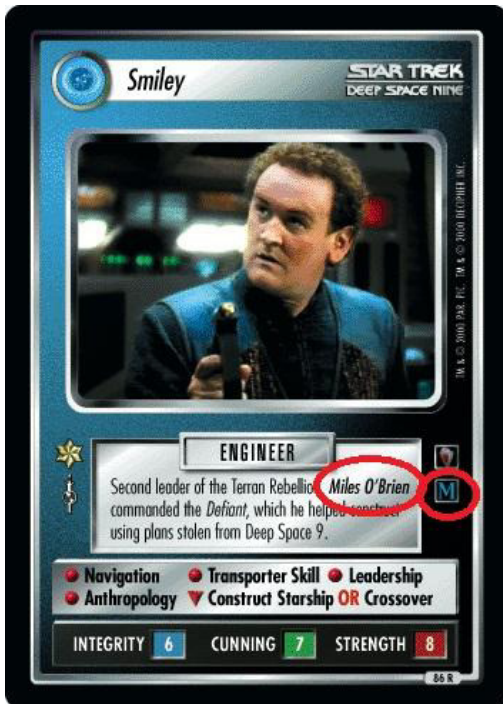 Smiley
STAR TREK
DEEP SPACE NINE
TM & © 2000 PAR. PIC. TM & © 2000 DECIPHER INC.
ENGINEER
Second leader of the Terran Rebellion Miles O'Brien
commanded the Defiant, which he helped construct
using plans stolen from Deep Space 9.
M
Navigation Transporter Skill Leadership
Anthropology Construct Starship OR Crossover
INTEGRITY 6 CUNNING 7 STRENGTH 8
86 R